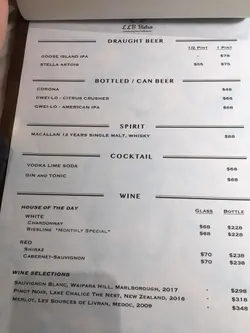 LLB Bistro
DRAUGHT BEER
1/2 Pint 1 Pint
GOOSE ISLAND IPA - $78
STELLA ARTOIS $55 $75
BOTTLED / CAN BEER
CORONA $48
GWEI-LO - CITRUS CRUSHER $66
GWEI-LO - AMERICAN IPA $68
SPIRIT
MACALLAN 12 YEARS SINGLE MALT, WHISKY $88
COCKTAIL
VODKA LIME SODA $68
GIN AND TONIC $68
WINE
HOUSE OF THE DAY Glass Bottle
WHITE
CHARDONNAY $68 $228
RIESLING "MONTHLY SPECIAL" $68 $228
RED
SHIRAZ $70 $238
CABERNET-SAUVIGNON $70 $238
WINE SELECTIONS
SAUVIGNON BLANC, WAIPARA HILL, MARLBOROUGH, 2017 - $298
PINOT NOIR, LAKE CHALICE THE NEST, NEW ZEALAND, 2016 - $318
MERLOT, LES SOURCES DE LIVRAN, MEDOC, 2009 - $348